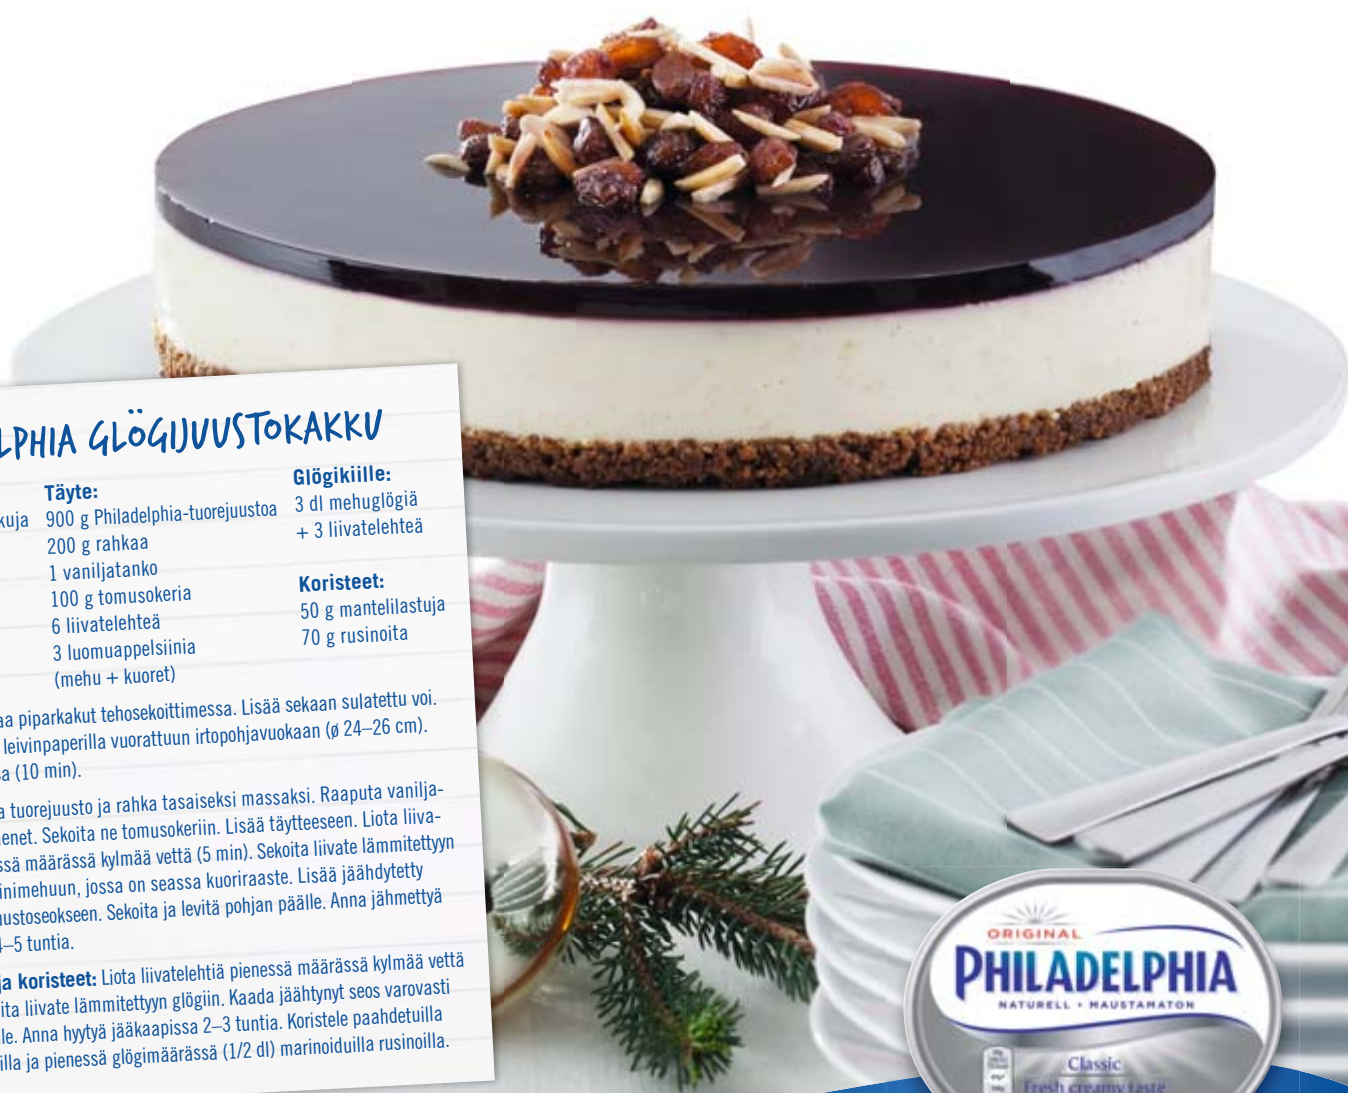 LPHIA GLÖGIJUUSTOKAKKU
Täyte:
900 g Philadelphia-tuorejuustoa
200 g rahkaa
1 vaniljatanko
100 g tomusokeria
6 liivatelehteä
3 luomuappelsiinia
(mehu + kuoret)
Glögikiille:
3 dl mehuglögiä
+ 3 liivatelehteä
Koristeet:
50 g mantelilastuja
70 g rusinoita
piparkakut tehosekoittimessa. Lisää sekaan sulatettu voi.
leivinpaperilla vuorattuun irtopohjavuokaan (ø 24–26 cm).
(10 min).
tuorejuusto ja rahka tasaiseksi massaksi. Raaputa vanilja-
Sekoita ne tomusokeriin. Lisää täytteeseen. Liota liiva-
määrässä kylmää vettä (5 min). Sekoita liivate lämmitettyyn
inimehuun, jossa on seassa kuoriraaste. Lisää jäähdytetty
ustoseokseen. Sekoita ja levitä pohjan päälle. Anna jähmettyä
4–5 tuntia.
ja koristeet: Liota liivatelehtiä pienessä määrässä kylmää vettä
liivate lämmitettyyn glögiin. Kaada jäähtynyt seos varovasti
le. Anna hyytyä jääkaapissa 2–3 tuntia. Koristele paahdetuilla
illa ja pienessä glögimäärässä (1/2 dl) marinoiduilla rusinoilla.
ORIGINAL
PHILADELPHIA
NATURELL • MAUSTAMATON
Classic
Fresh creamy taste